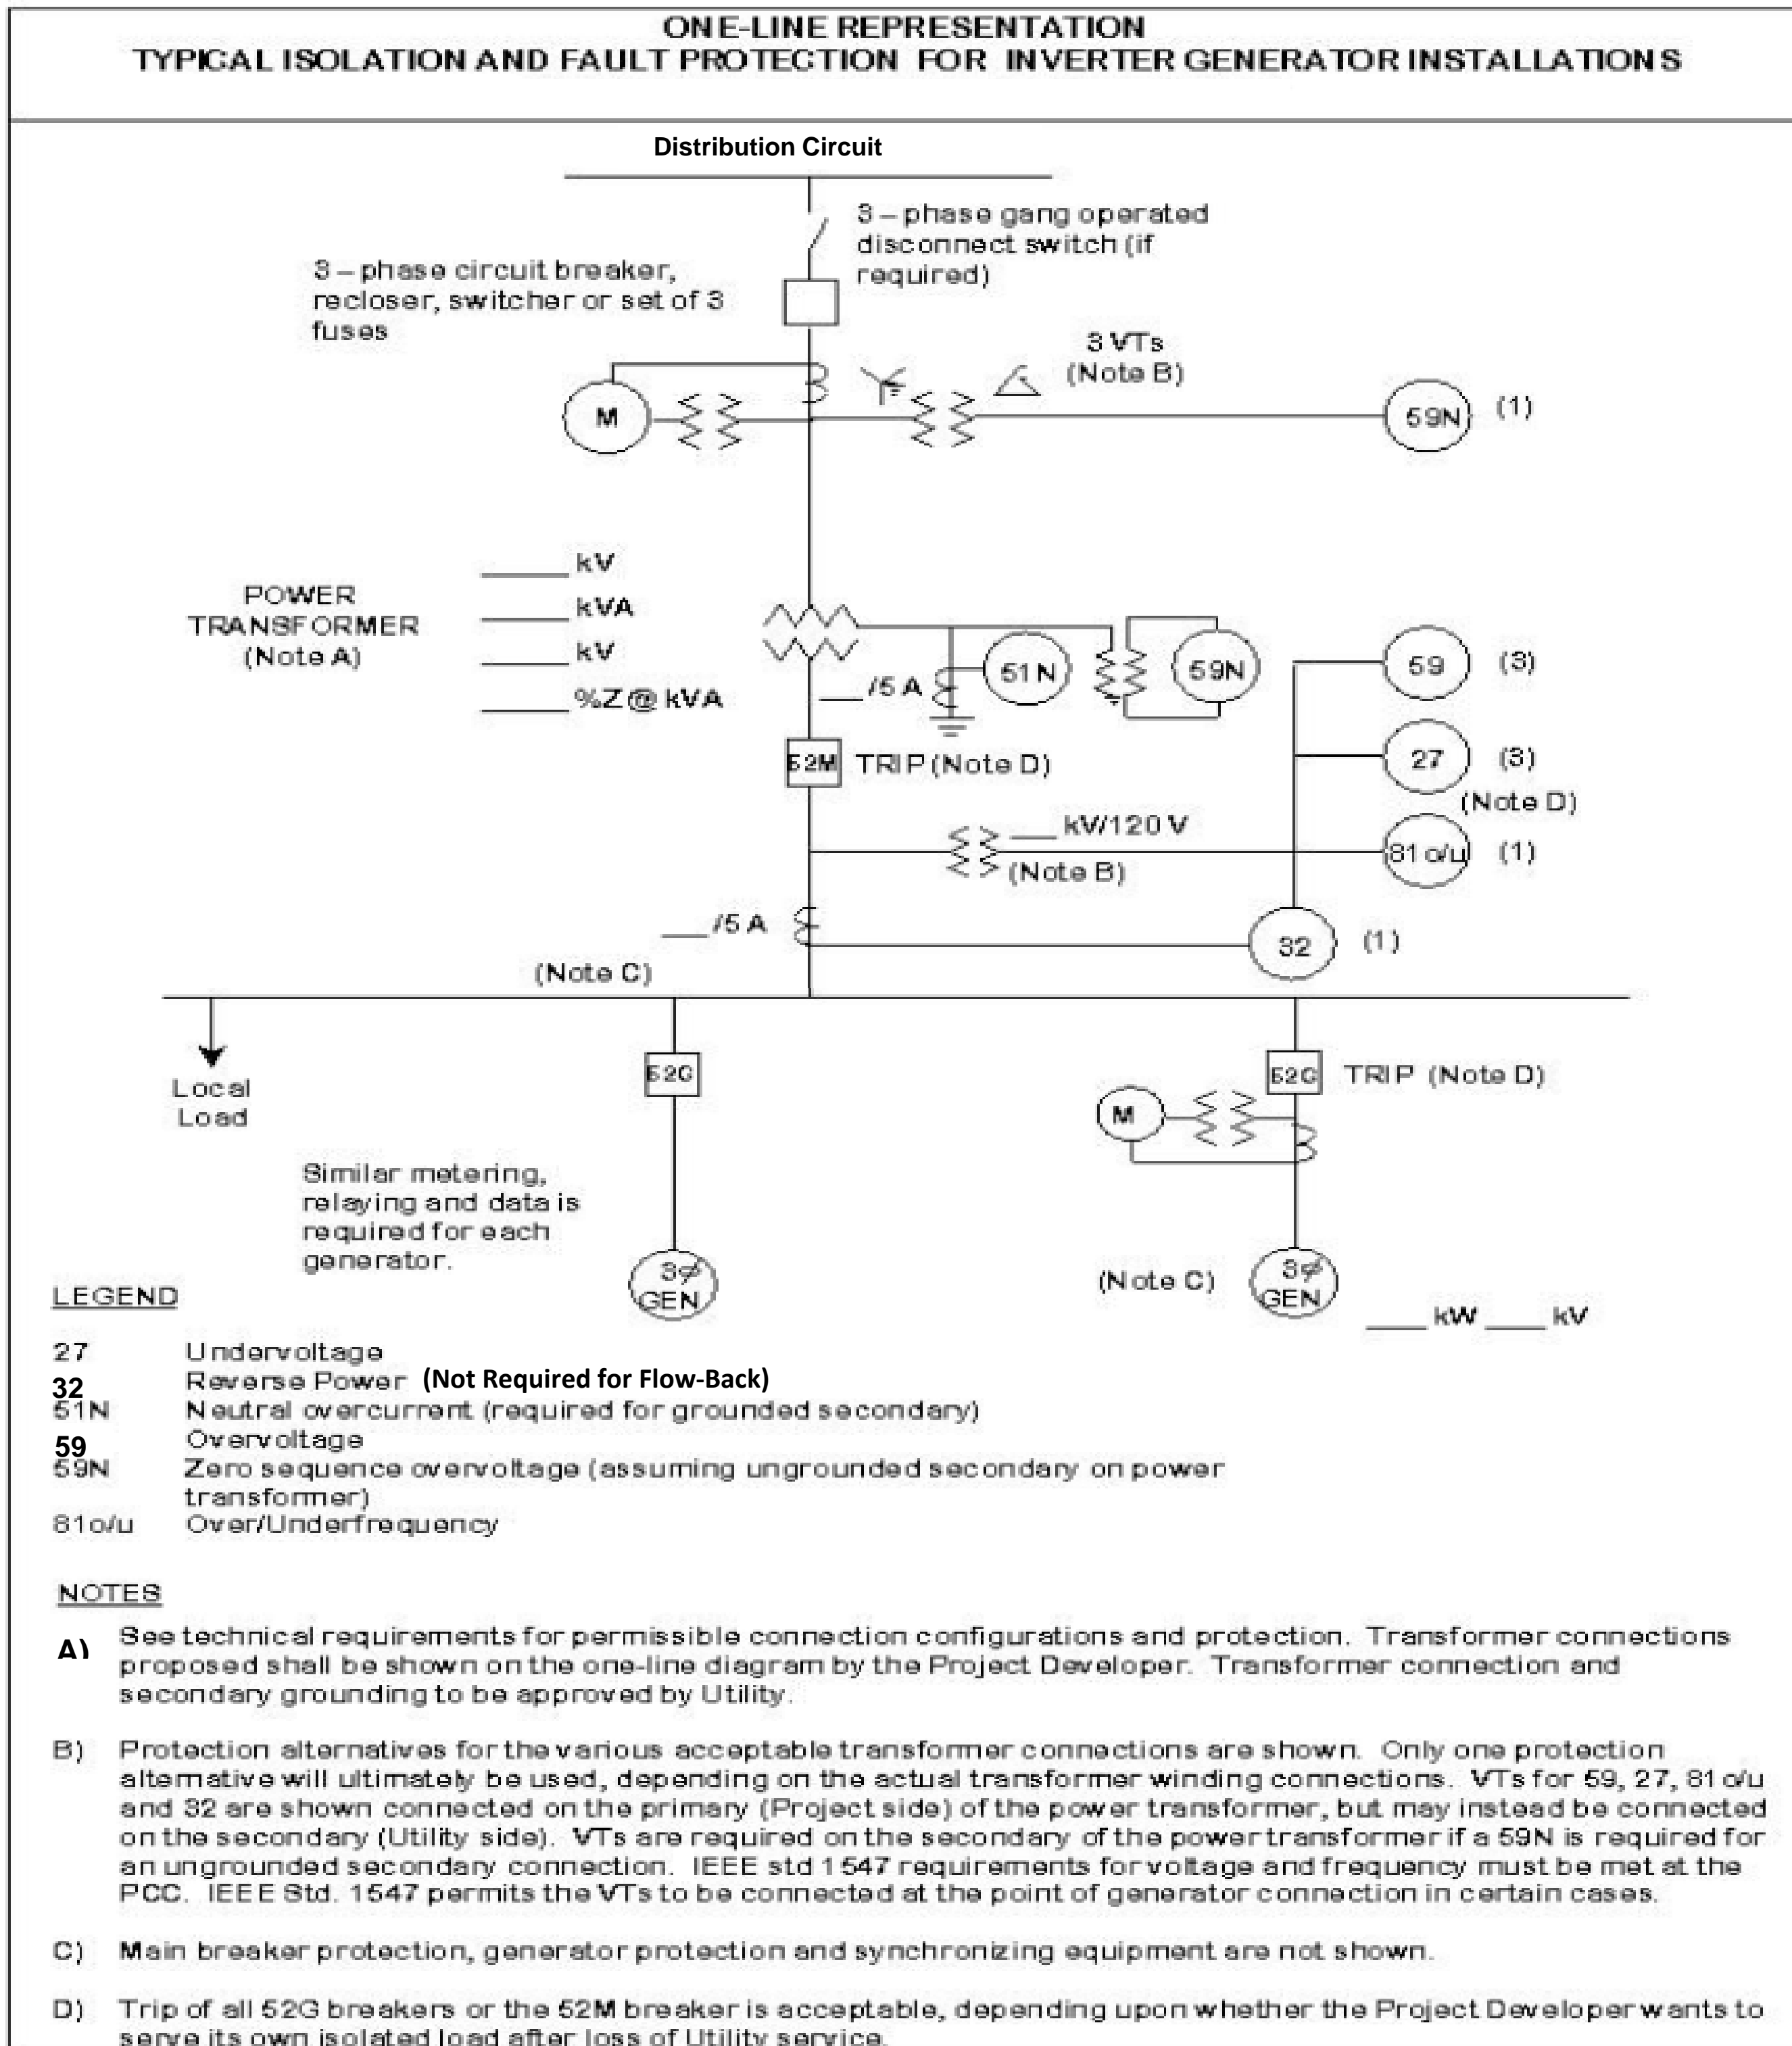 ONE-LINE REPRESENTATION
TYPICAL ISOLATION AND FAULT PROTECTION FOR INVERTER GENERATOR INSTALLATIONS
Distribution Circuit
3 – phase gang operated
disconnect switch (if
required)
3 – phase circuit breaker,
recloser, switcher or set of 3
fuses
3 VTs
(Note B)
M
59N
(1)
POWER
TRANSFORMER
(Note A)
____ kV
____ kVA
____ kV
____ %Z@ kVA
51N
59N
__ /5 A
59
(3)
52M
TRIP (Note D)
27
(3)
(Note D)
__ kV/120 V
(Note B)
81 o/u
(1)
__ /5 A
32
(1)
(Note C)
Local
Load
52G
52G
TRIP (Note D)
M
Similar metering,
relaying and data is
required for each
generator.
3ø
GEN
(Note C)
3ø
GEN
____ kW ____ kV
LEGEND
27 Undervoltage
32 Reverse Power (Not Required for Flow-Back)
51N Neutral overcurrent (required for grounded secondary)
59 Overvoltage
59N Zero sequence overvoltage (assuming ungrounded secondary on power
transformer)
81o/u Over/Underfrequency
NOTES
A) See technical requirements for permissible connection configurations and protection. Transformer connections
proposed shall be shown on the one-line diagram by the Project Developer. Transformer connection and
secondary grounding to be approved by Utility.
B) Protection alternatives for the various acceptable transformer connections are shown. Only one protection
alternative will ultimately be used, depending on the actual transformer winding connections. VTs for 59, 27, 81 o/u
and 32 are shown connected on the primary (Project side) of the power transformer, but may instead be connected
on the secondary (Utility side). VTs are required on the secondary of the power transformer if a 59N is required for
an ungrounded secondary connection. IEEE std 1547 requirements for voltage and frequency must be met at the
PCC. IEEE Std. 1547 permits the VTs to be connected at the point of generator connection in certain cases.
C) Main breaker protection, generator protection and synchronizing equipment are not shown.
D) Trip of all 52G breakers or the 52M breaker is acceptable, depending upon whether the Project Developer wants to
serve its own isolated load after loss of Utility service.